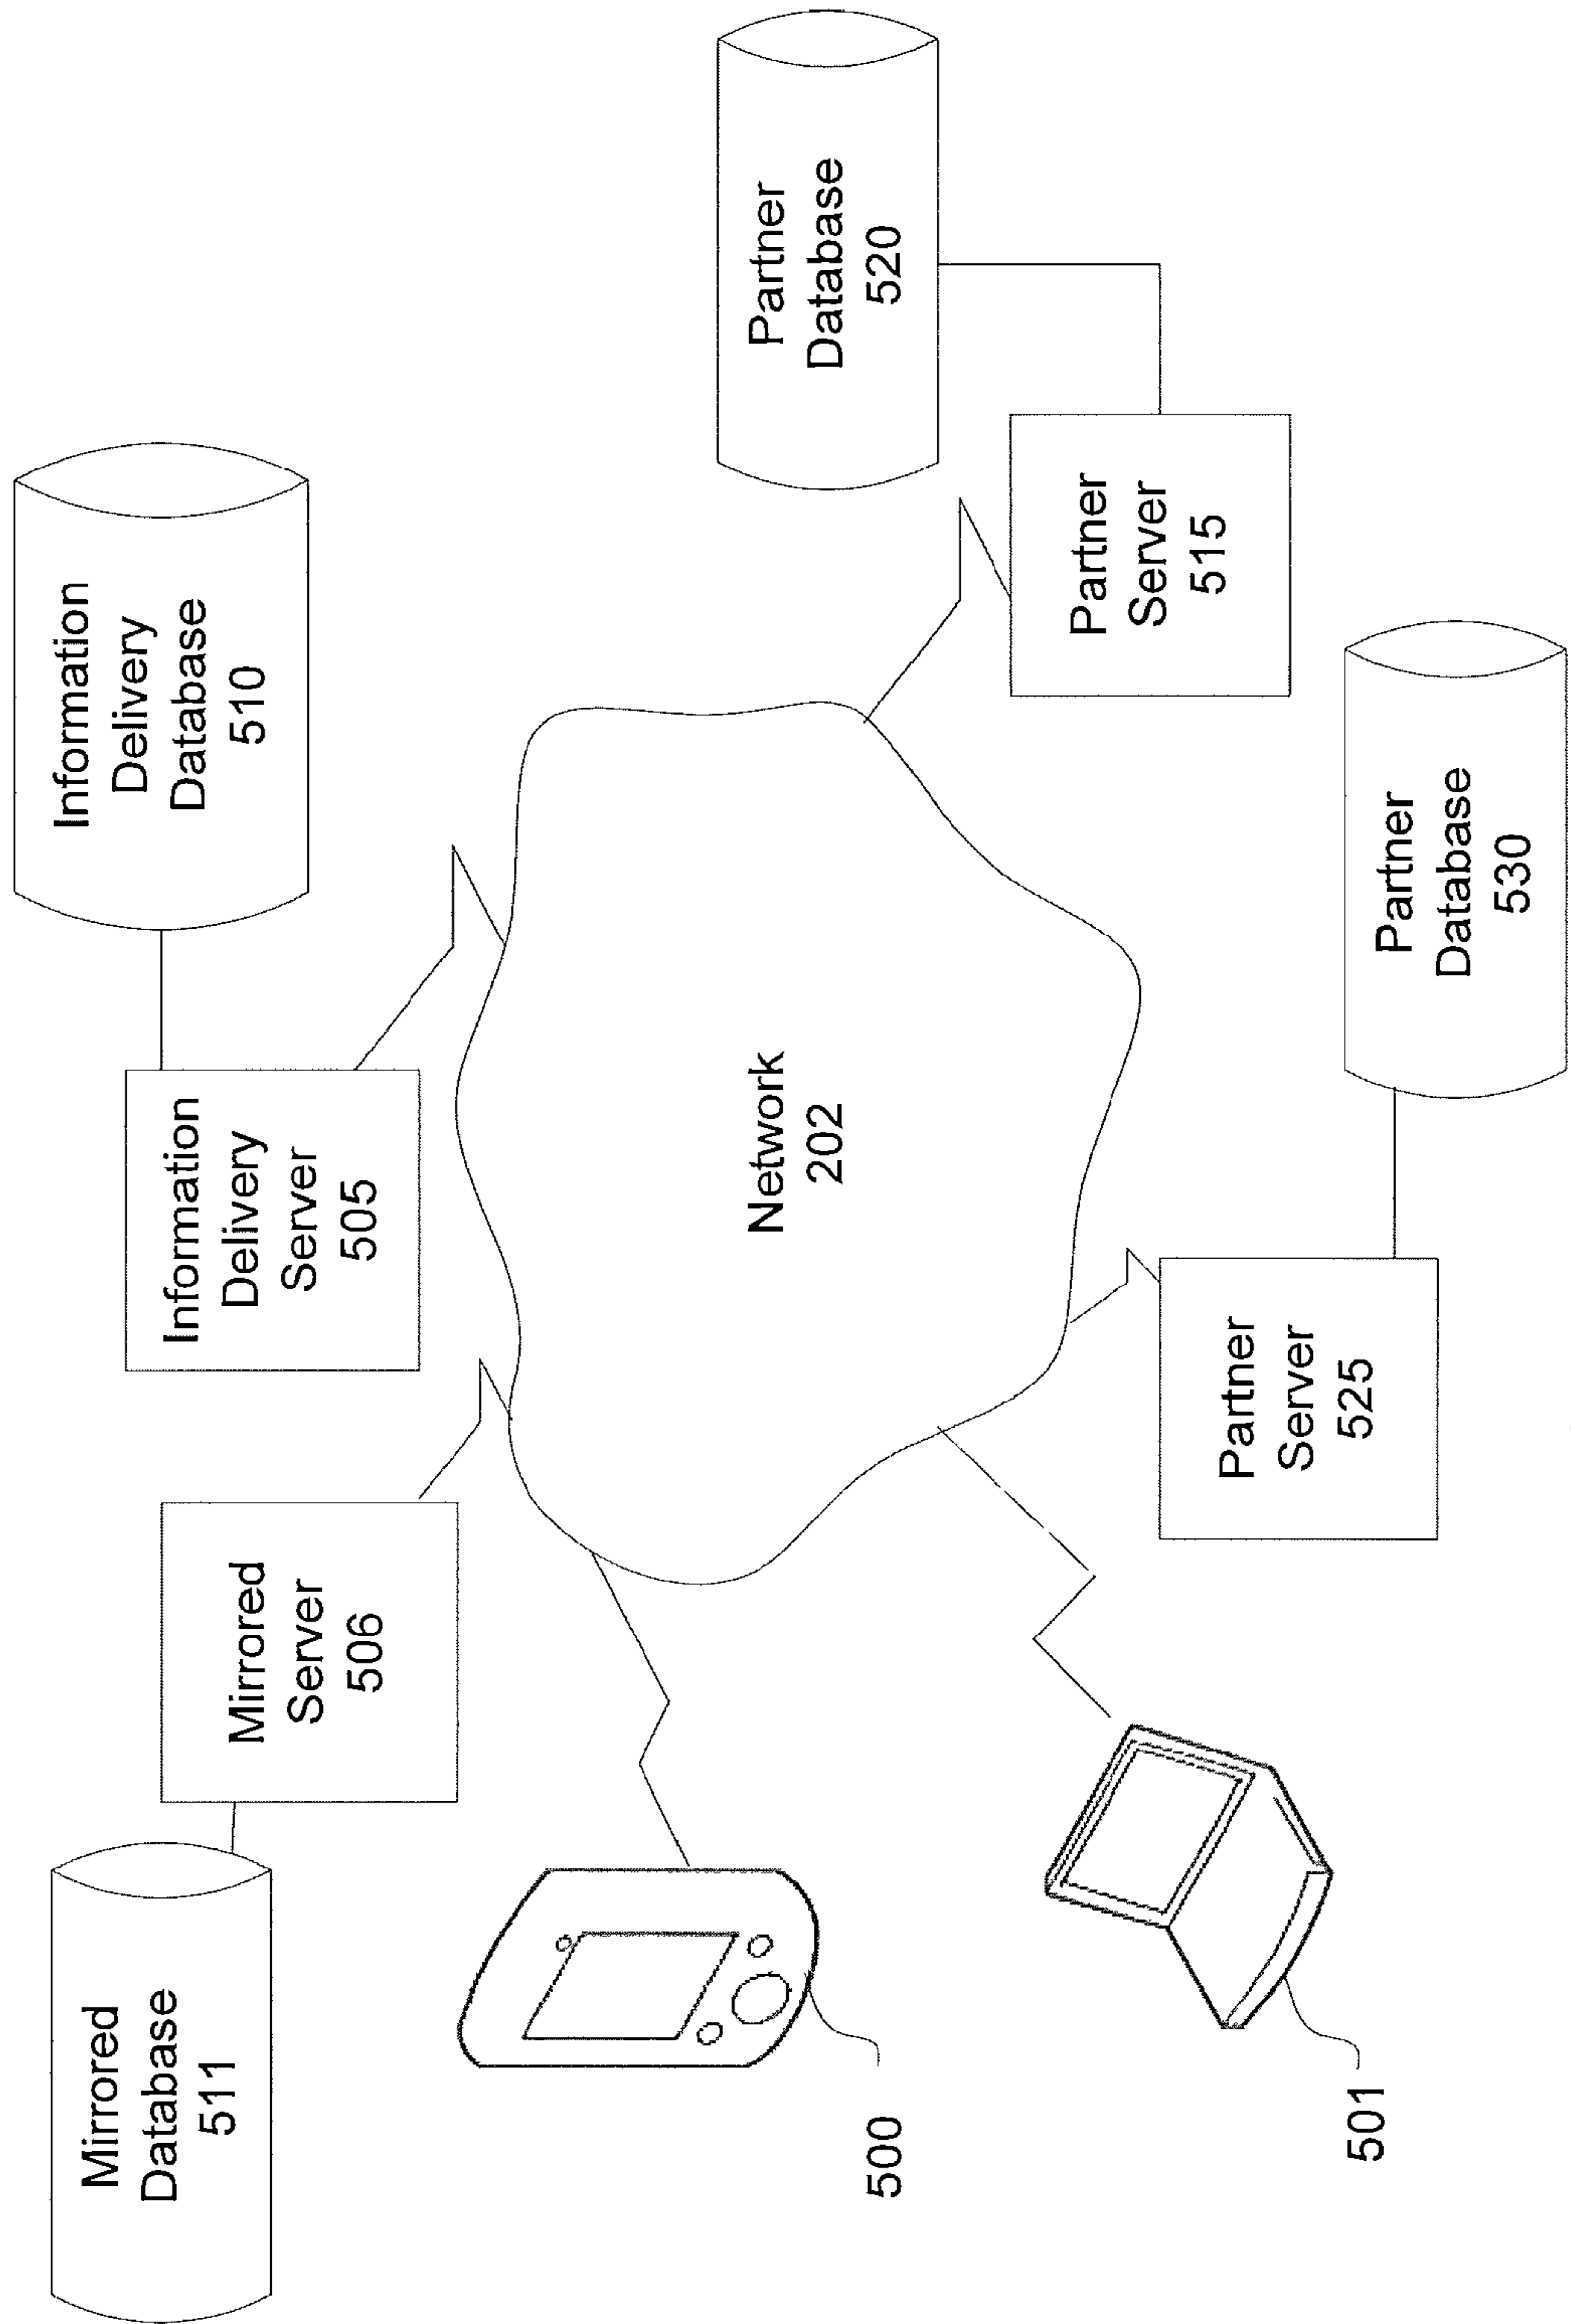 Mirrored
Database
511
Mirrored
Server
506
Information
Delivery
Server
505
Information
Delivery
Database
510
Network
202
Partner
Database
520
Partner
Server
515
500
501
Partner
Server
525
Partner
Database
530